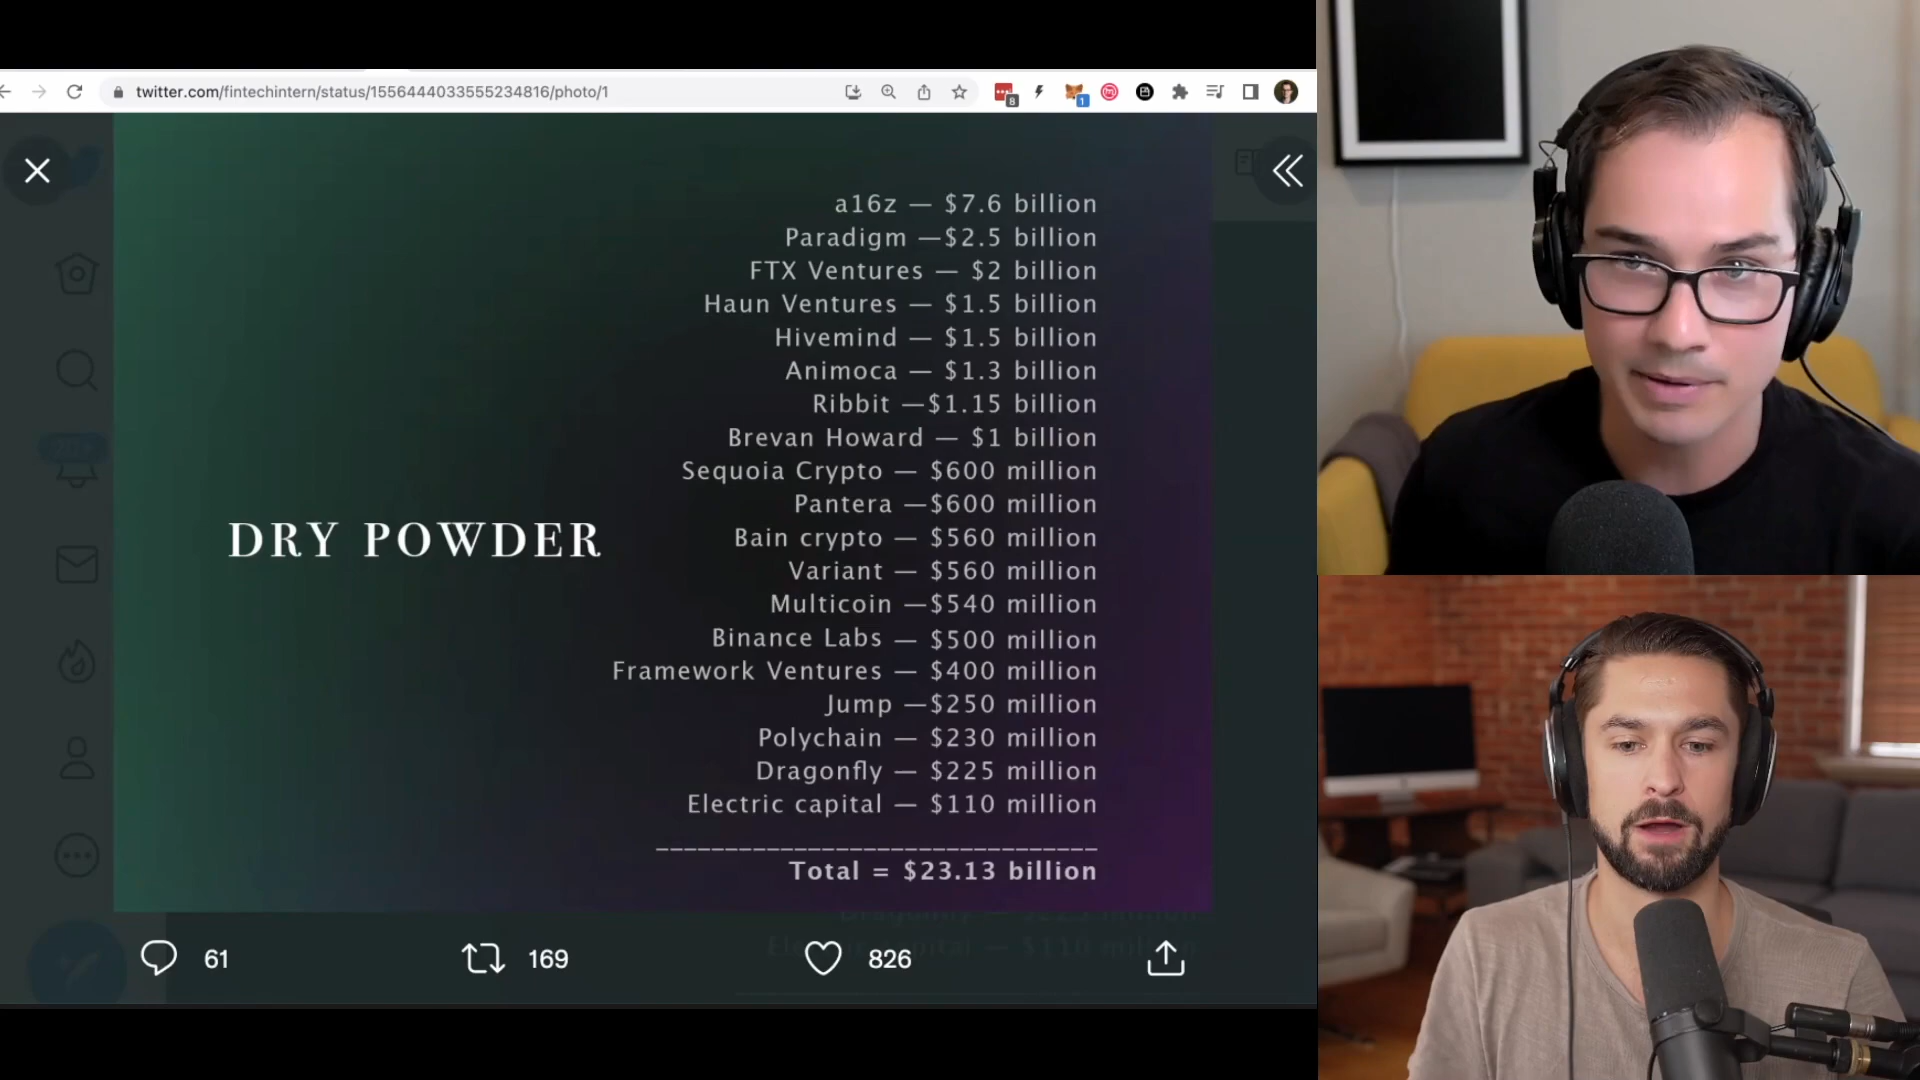 twitter.com/fintechintern/status/1556444033555234816/photo/1
8
1
a16z — $7.6 billion
Paradigm —$2.5 billion
FTX Ventures — $2 billion
Haun Ventures — $1.5 billion
Hivemind — $1.5 billion
Animoca — $1.3 billion
Ribbit —$1.15 billion
Brevan Howard — $1 billion
Sequoia Crypto — $600 million
Pantera —$600 million
DRY POWDER
Bain crypto — $560 million
Variant — $560 million
Multicoin —$540 million
Binance Labs — $500 million
Framework Ventures — $400 million
Jump —$250 million
Polychain — $230 million
Dragonfly — $225 million
Electric capital — $110 million
Total = $23.13 billion
20+
61
169
826